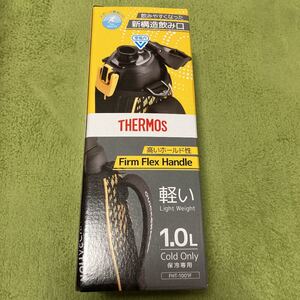 飲みやすくなった
新構造飲み口
THERMOS
高いホールド性
Firm Flex Handle
軽い
Light Weight
1.0L
Cold Only
保冷専用
FHT-1001F